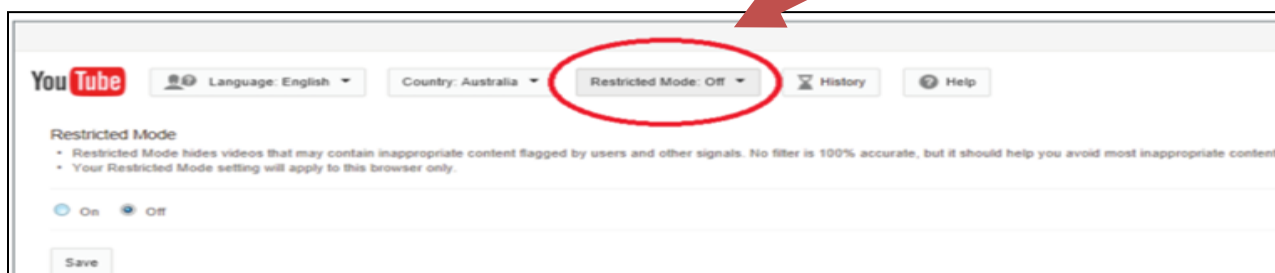 YouTube Language: English Country: Australia Restricted Mode: Off History Help
Restricted Mode
• Restricted Mode hides videos that may contain inappropriate content flagged by users and other signals. No filter is 100% accurate, but it should help you avoid most inappropriate content
• Your Restricted Mode setting will apply to this browser only.
On Off
Save